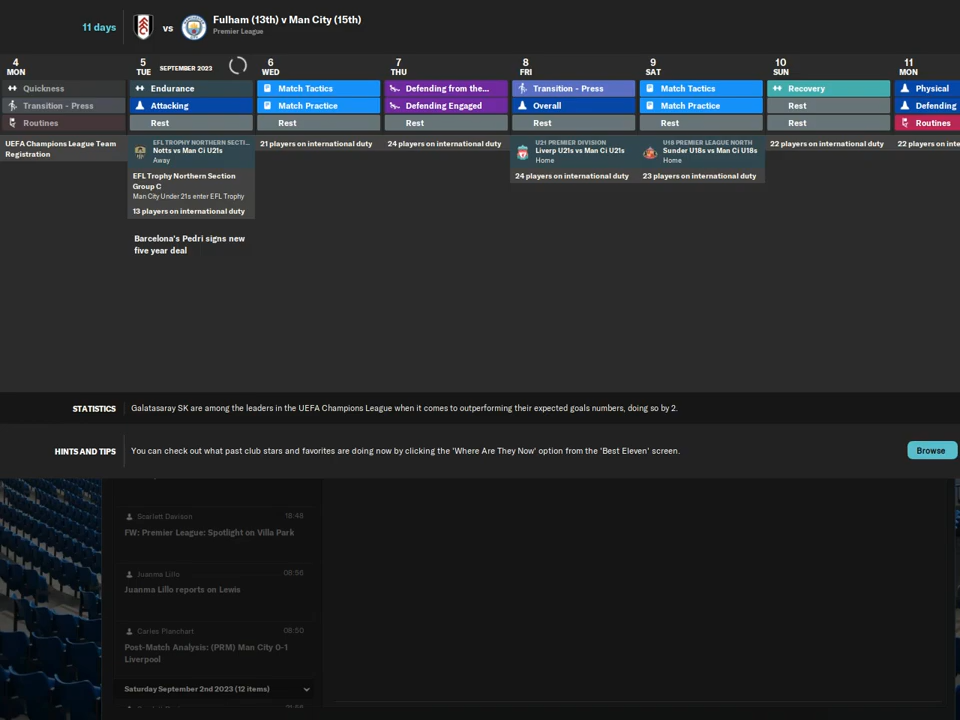 11 days
vs
Fulham (13th) v Man City (15th)
Premier League
4
MON
5
TUE
SEPTEMBER 2023
6
WED
7
THU
8
FRI
9
SAT
10
SUN
11
MON
Quickness
Endurance
Match Tactics
Defending from the...
Transition - Press
Match Tactics
Recovery
Physical
Transition - Press
Attacking
Match Practice
Defending Engaged
Overall
Match Practice
Rest
Defending
Routines
Rest
Rest
Rest
Rest
Rest
Rest
Routines
UEFA Champions League Team
Registration
EFL TROPHY NORTHERN SECTI...
Notts vs Man Ci U21s
Away
EFL Trophy Northern Section
Group C
Man City Under 21s enter EFL Trophy
13 players on international duty
Barcelona's Pedri signs new
five year deal
21 players on international duty
24 players on international duty
U21 PREMIER DIVISION
Liverp U21s vs Man Ci U21s
Home
24 players on international duty
U18 PREMIER LEAGUE NORTH
Sunder U18s vs Man Ci U18s
Home
23 players on international duty
22 players on international duty
22 players on inte
STATISTICS
Galatasaray SK are among the leaders in the UEFA Champions League when it comes to outperforming their expected goals numbers, doing so by 2.
HINTS AND TIPS
You can check out what past club stars and favorites are doing now by clicking the 'Where Are They Now' option from the 'Best Eleven' screen.
Browse
Scarlett Davison
18:48
FW: Premier League: Spotlight on Villa Park
Juanma Lillo
08:56
Juanma Lillo reports on Lewis
Carles Planchart
08:50
Post-Match Analysis: (PRM) Man City 0-1
Liverpool
Saturday September 2nd 2023 (12 items)